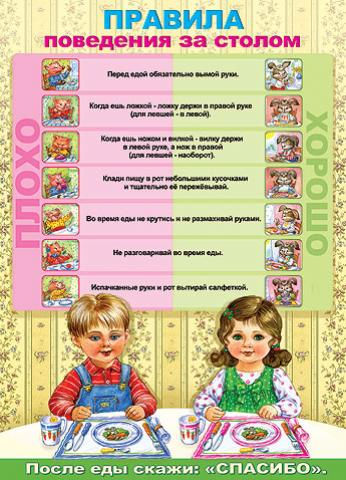 ПРАВИЛА
поведения за столом
ПЛОХО
ХОРОШО
Перед едой обязательно вымой руки.
Когда ешь ложкой - ложку держи в правой руке
(для левшей - в левой).
Когда ешь ножом и вилкой - вилку держи
в левой руке, а нож в правой
(для левшей - наоборот).
Клади пищу в рот небольшими кусочками
и тщательно её пережёвывай.
Во время еды не крутись и не размахивай руками.
Не разговаривай во время еды.
Испачканные руки и рот вытирай салфеткой.
После еды скажи: «СПАСИБО».